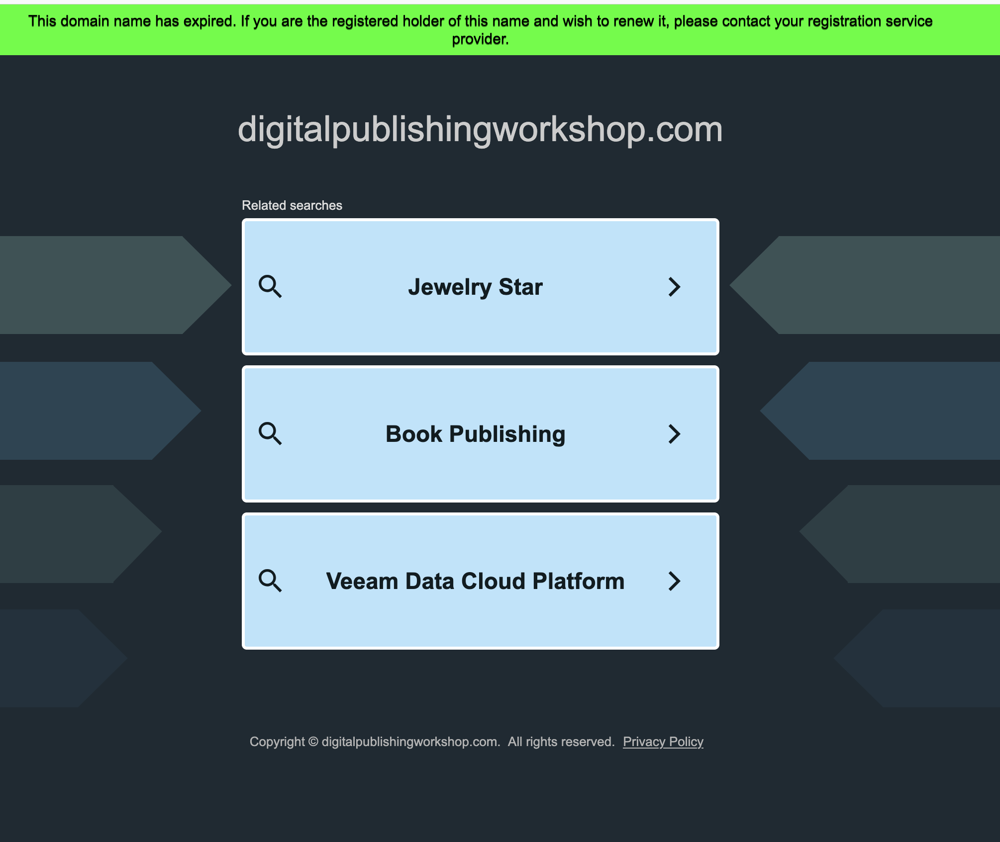 This domain name has expired. If you are the registered holder of this name and wish to renew it, please contact your registration service
provider.
digitalpublishingworkshop.com
Related searches
Jewelry Star
Book Publishing
Veeam Data Cloud Platform
Copyright © digitalpublishingworkshop.com. All rights reserved. Privacy Policy